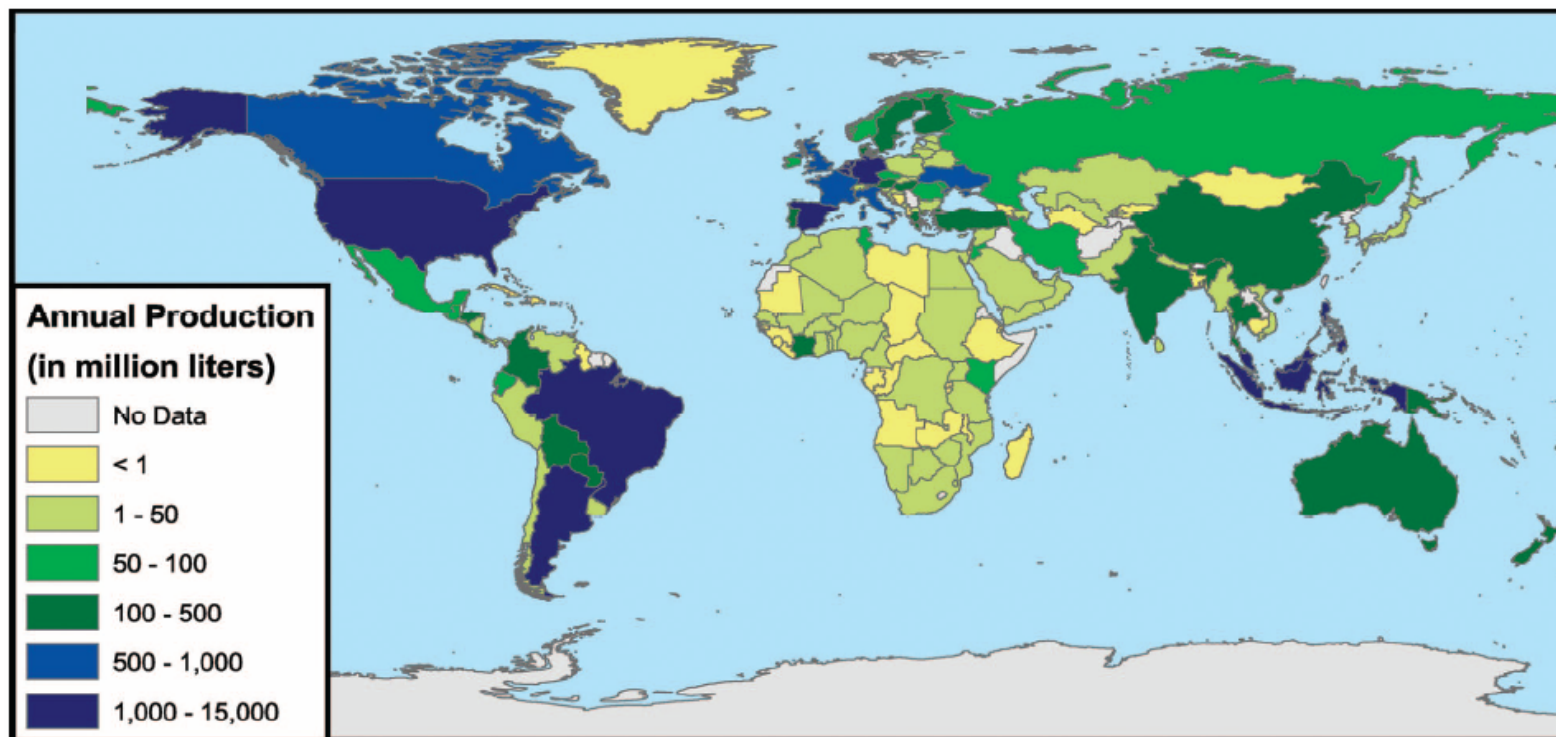 Annual Production
(in million liters)
No Data
< 1
1 - 50
50 - 100
100 - 500
500 - 1,000
1,000 - 15,000